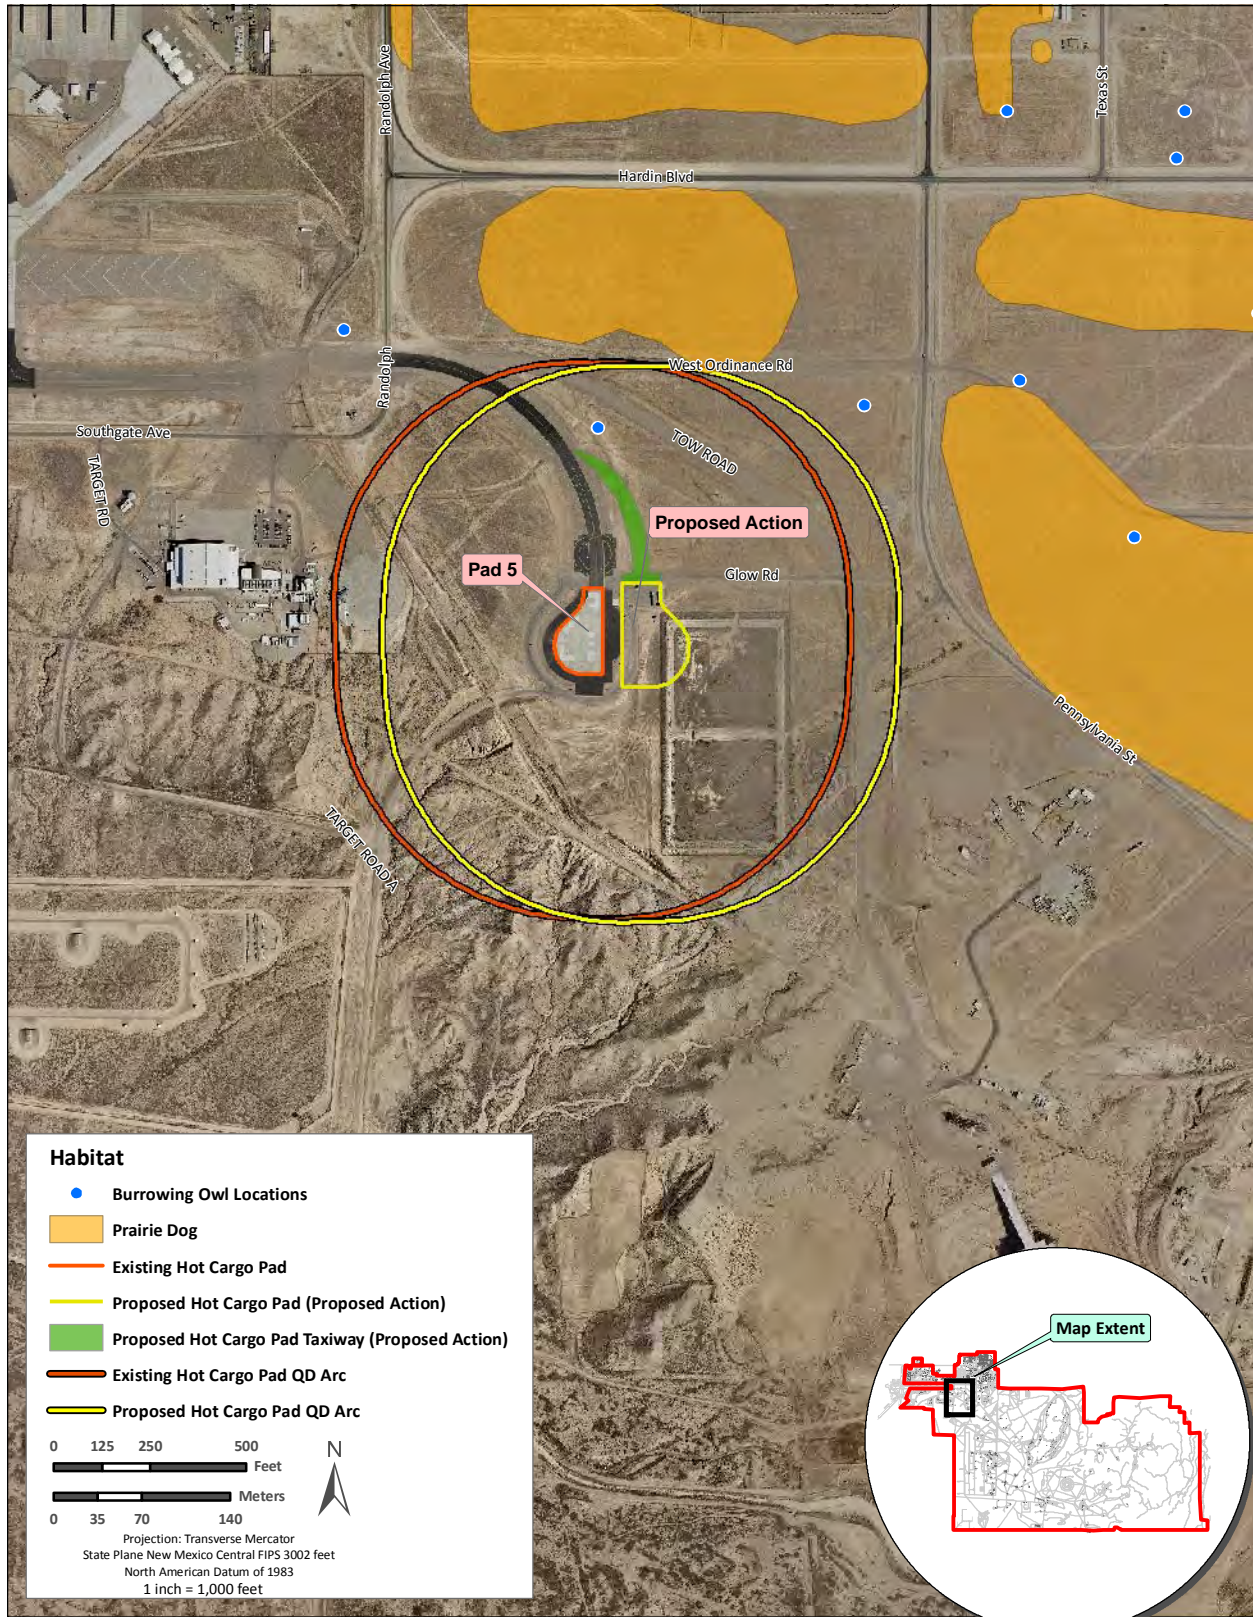 Randolph Ave
Texas St
Hardin Blvd
West Ordinance Rd
Randolph
Southgate Ave
TARGET RD
TOW ROAD
Proposed Action
Pad 5
Glow Rd
Pennsylvania St
TARGET ROAD A
Habitat
Burrowing Owl Locations
Prairie Dog
Existing Hot Cargo Pad
Proposed Hot Cargo Pad (Proposed Action)
Proposed Hot Cargo Pad Taxiway (Proposed Action)
Existing Hot Cargo Pad QD Arc
Proposed Hot Cargo Pad QD Arc
0 125 250 500
Feet
Meters
0 35 70 140
N
Projection: Transverse Mercator
State Plane New Mexico Central FIPS 3002 feet
North American Datum of 1983
1 inch = 1,000 feet
Map Extent